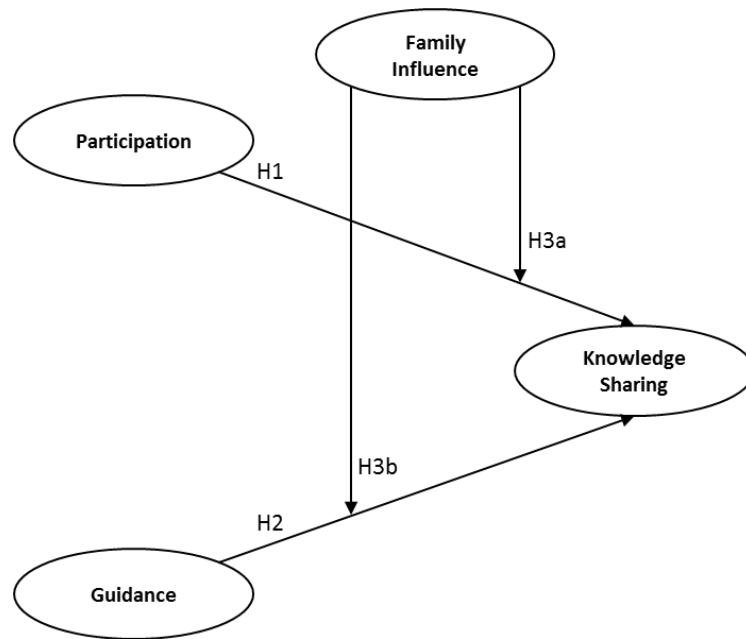 Family
Influence
Participation
H1
H3a
Knowledge
Sharing
H3b
H2
Guidance